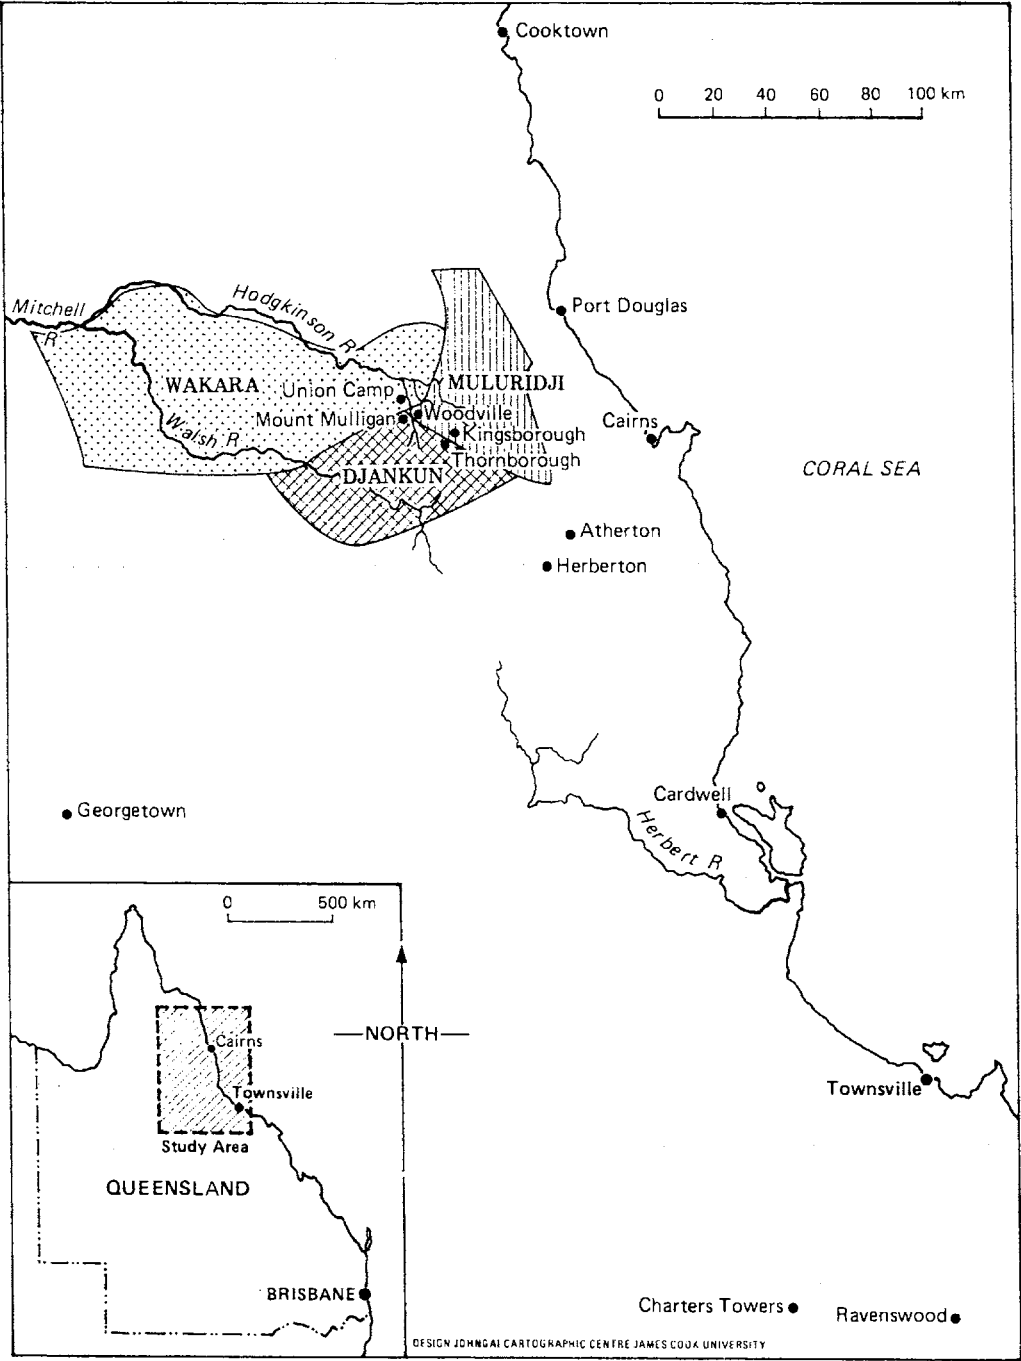 Cooktown
0 20 40 60 80 100 km
Mitchell
R
Hodgkinson R
Port Douglas
WAKARA
MULURIDJI
Union Camp
Woodville
Mount Mulligan
Cairns
Kingsborough
Walsh R
Thornborough
CORAL SEA
DJANKUN
Atherton
Herberton
Cardwell
Georgetown
Herbert R
0 500 km
NORTH
Cairns
Townsville
Townsville
Study Area
QUEENSLAND
BRISBANE
Charters Towers
Ravenswood
DESIGN JOHN GAI CARTOGRAPHIC CENTRE JAMES COOK UNIVERSITY